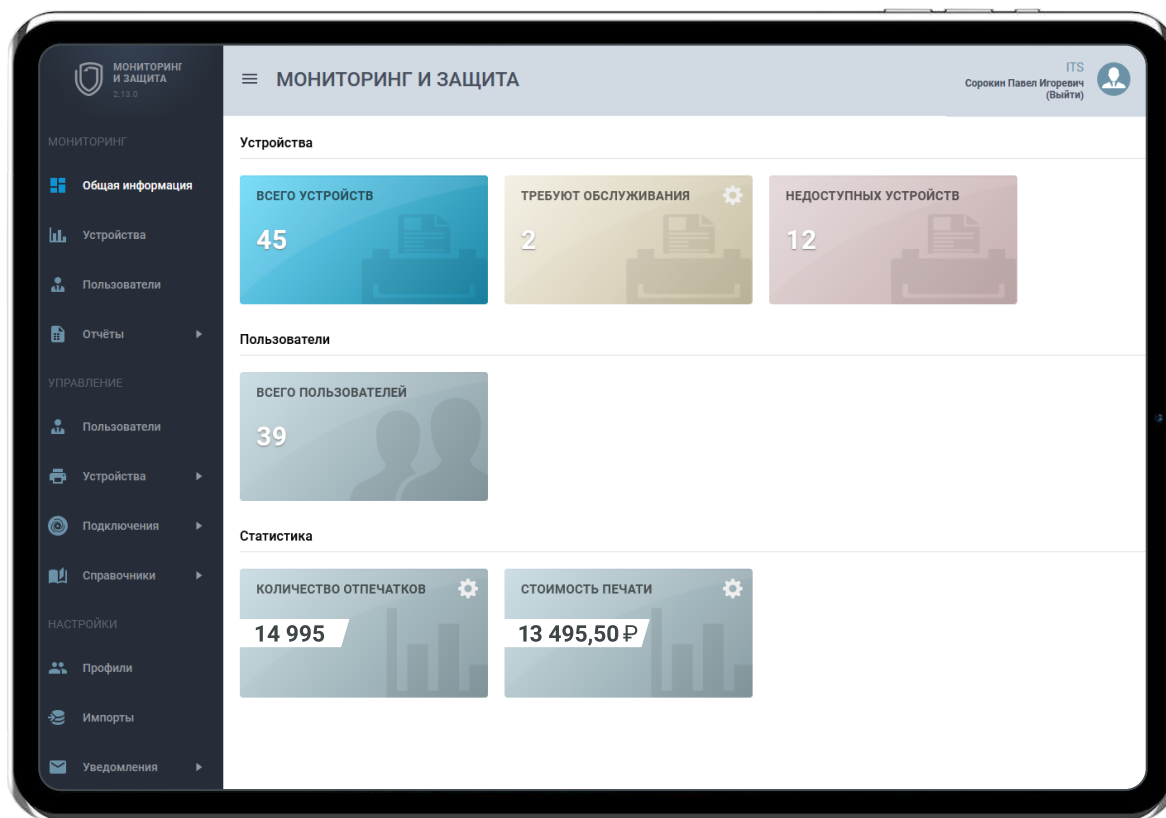 МОНИТОРИНГ
И ЗАЩИТА
2.13.0
МОНИТОРИНГ И ЗАЩИТА
ITS
Сорокин Павел Игоревич
(Выйти)
МОНИТОРИНГ
Общая информация
Устройства
Пользователи
Отчёты
УПРАВЛЕНИЕ
Пользователи
Устройства
Подключения
Справочники
НАСТРОЙКИ
Профили
Импорты
Уведомления
Устройства
ВСЕГО УСТРОЙСТВ
45
ТРЕБУЮТ ОБСЛУЖИВАНИЯ
2
НЕДОСТУПНЫХ УСТРОЙСТВ
12
Пользователи
ВСЕГО ПОЛЬЗОВАТЕЛЕЙ
39
Статистика
КОЛИЧЕСТВО ОТПЕЧАТКОВ
14 995
СТОИМОСТЬ ПЕЧАТИ
13 495,50 ₽